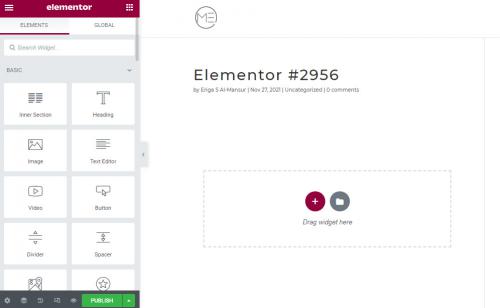 elementor
ELEMENTS GLOBAL
Search Widget...
BASIC
Inner Section Heading
Image Text Editor
Video Button
Divider Spacer
PUBLISH
ME
Elementor #2956
by Eriga S Al-Mansur | Nov 27, 2021 | Uncategorized | 0 comments
Drag widget here